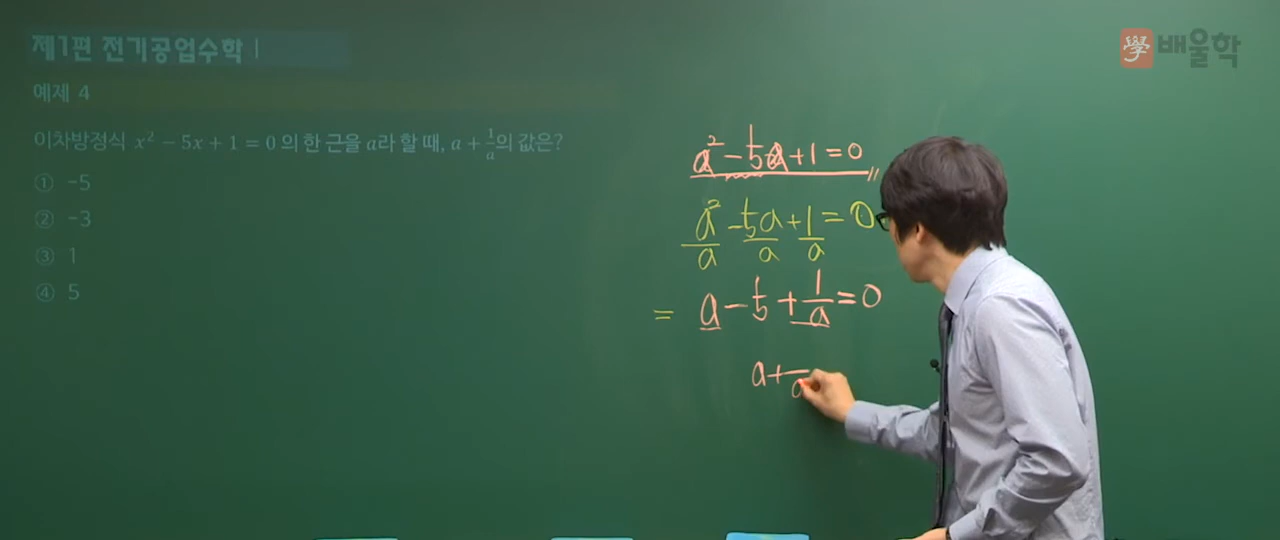 제1편 전기공업수학 I
배울학
예제 4
이차방정식 x² − 5x + 1 = 0 의 한 근을 a라 할 때, a + 1/a의 값은?
① -5
② -3
③ 1
④ 5
a² - 5a + 1 = 0
a²/a - 5a/a + 1/a = 0
= a - 5 + 1/a = 0
a +